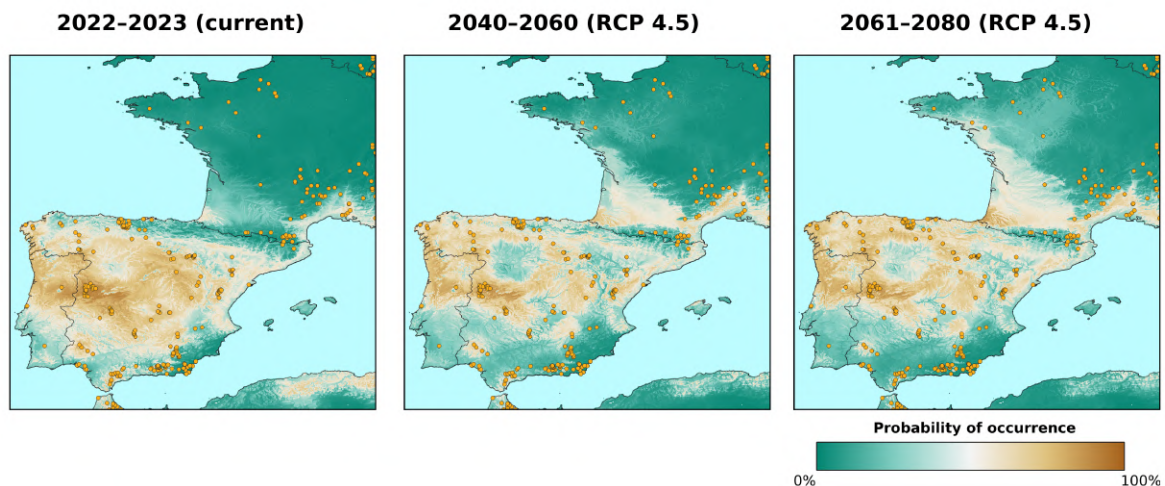 2022–2023 (current)
2040–2060 (RCP 4.5)
2061–2080 (RCP 4.5)
Probability of occurrence
0%
100%